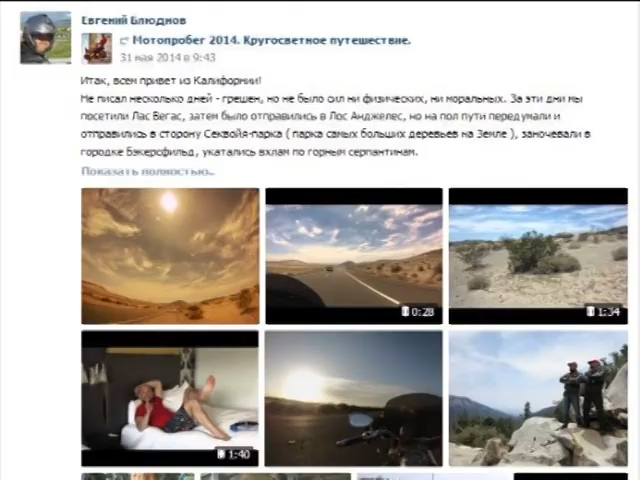 Евгений Блюднов
Мотопробег 2014. Кругосветное путешествие.
31 мая 2014 в 9:43
Итак, всем привет из Калифорнии!
Не писал несколько дней - грешен, но не было сил ни физических, ни моральных. За эти дни мы
посетили Лас Вегас, затем было отправились в Лос Анджелес, но на пол пути передумали и
отправились в сторону Секвойя-парка ( парка самых больших деревьев на Земле ), заночевали в
городке Бэкерсфильд, укатались вхлам по горным серпантинам.
Показать полностью..
0:28
1:34
1:40